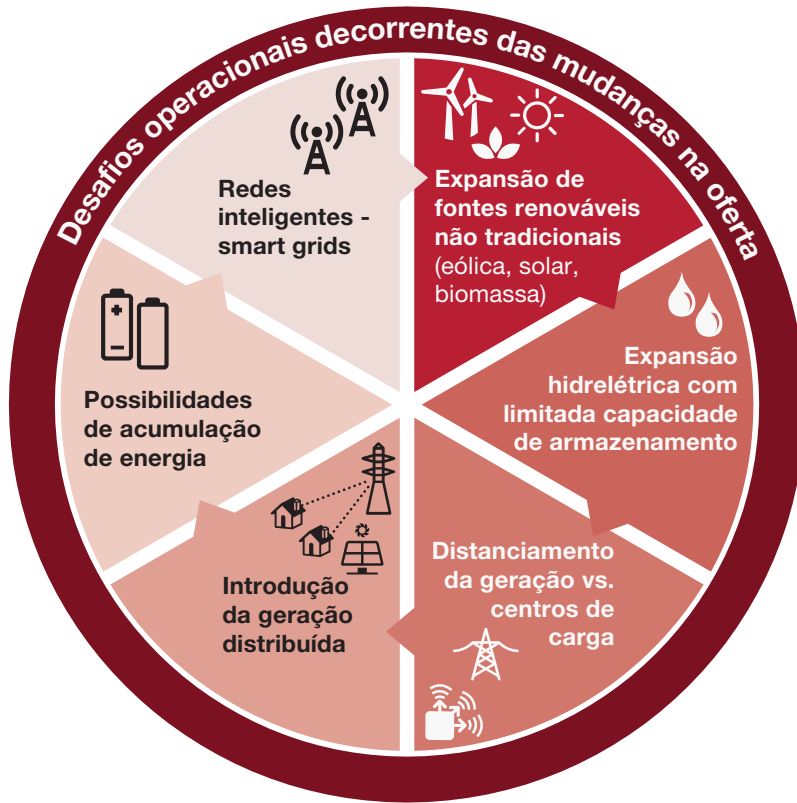 Desafios operacionais decorrentes das mudanças na oferta
Expansão de
fontes renováveis
não tradicionais
(eólica, solar,
biomassa)
Expansão
hidrelétrica com
limitada capacidade
de armazenamento
Distanciamento
da geração vs.
centros de
carga
Introdução
da geração
distribuída
Possibilidades
de acumulação
de energia
Redes
inteligentes -
smart grids